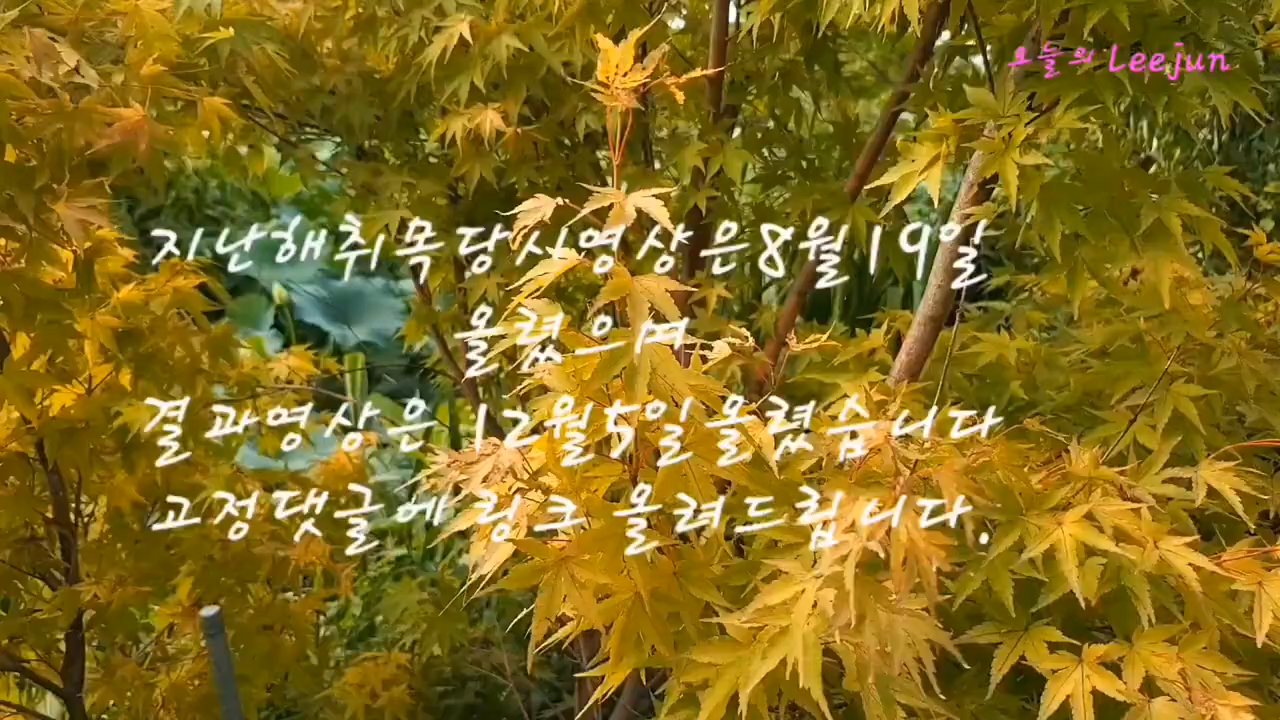 오늘의 Leejun
지난해취목당시영상은8월19일
올렸으며
결과영상은 12월5일올렸습니다
고정댓글에 링크 올려드립니다.